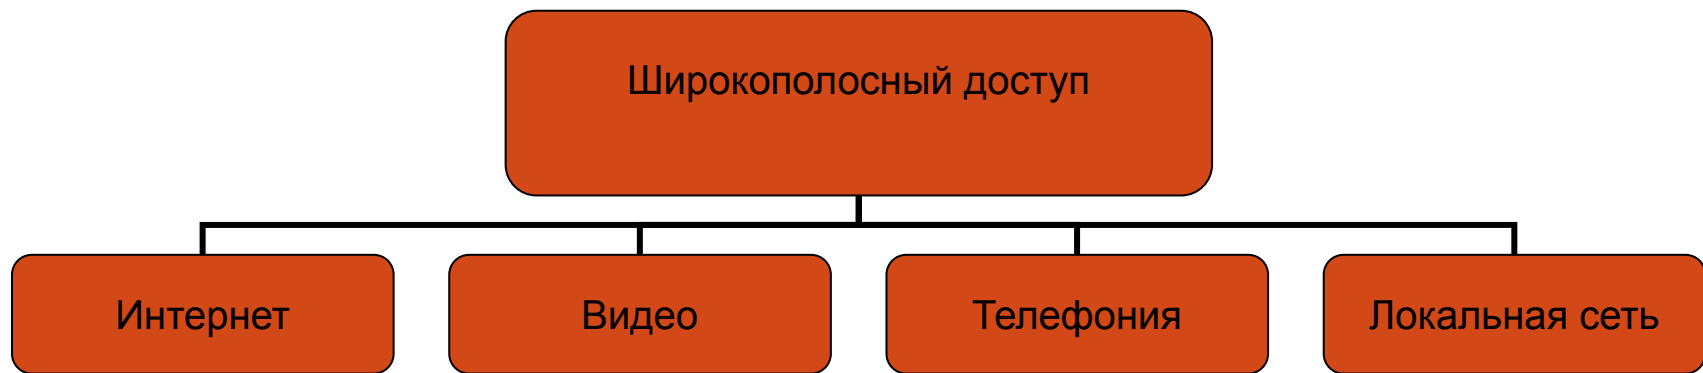 Широкополосный доступ
Интернет
Видео
Телефония
Локальная сеть